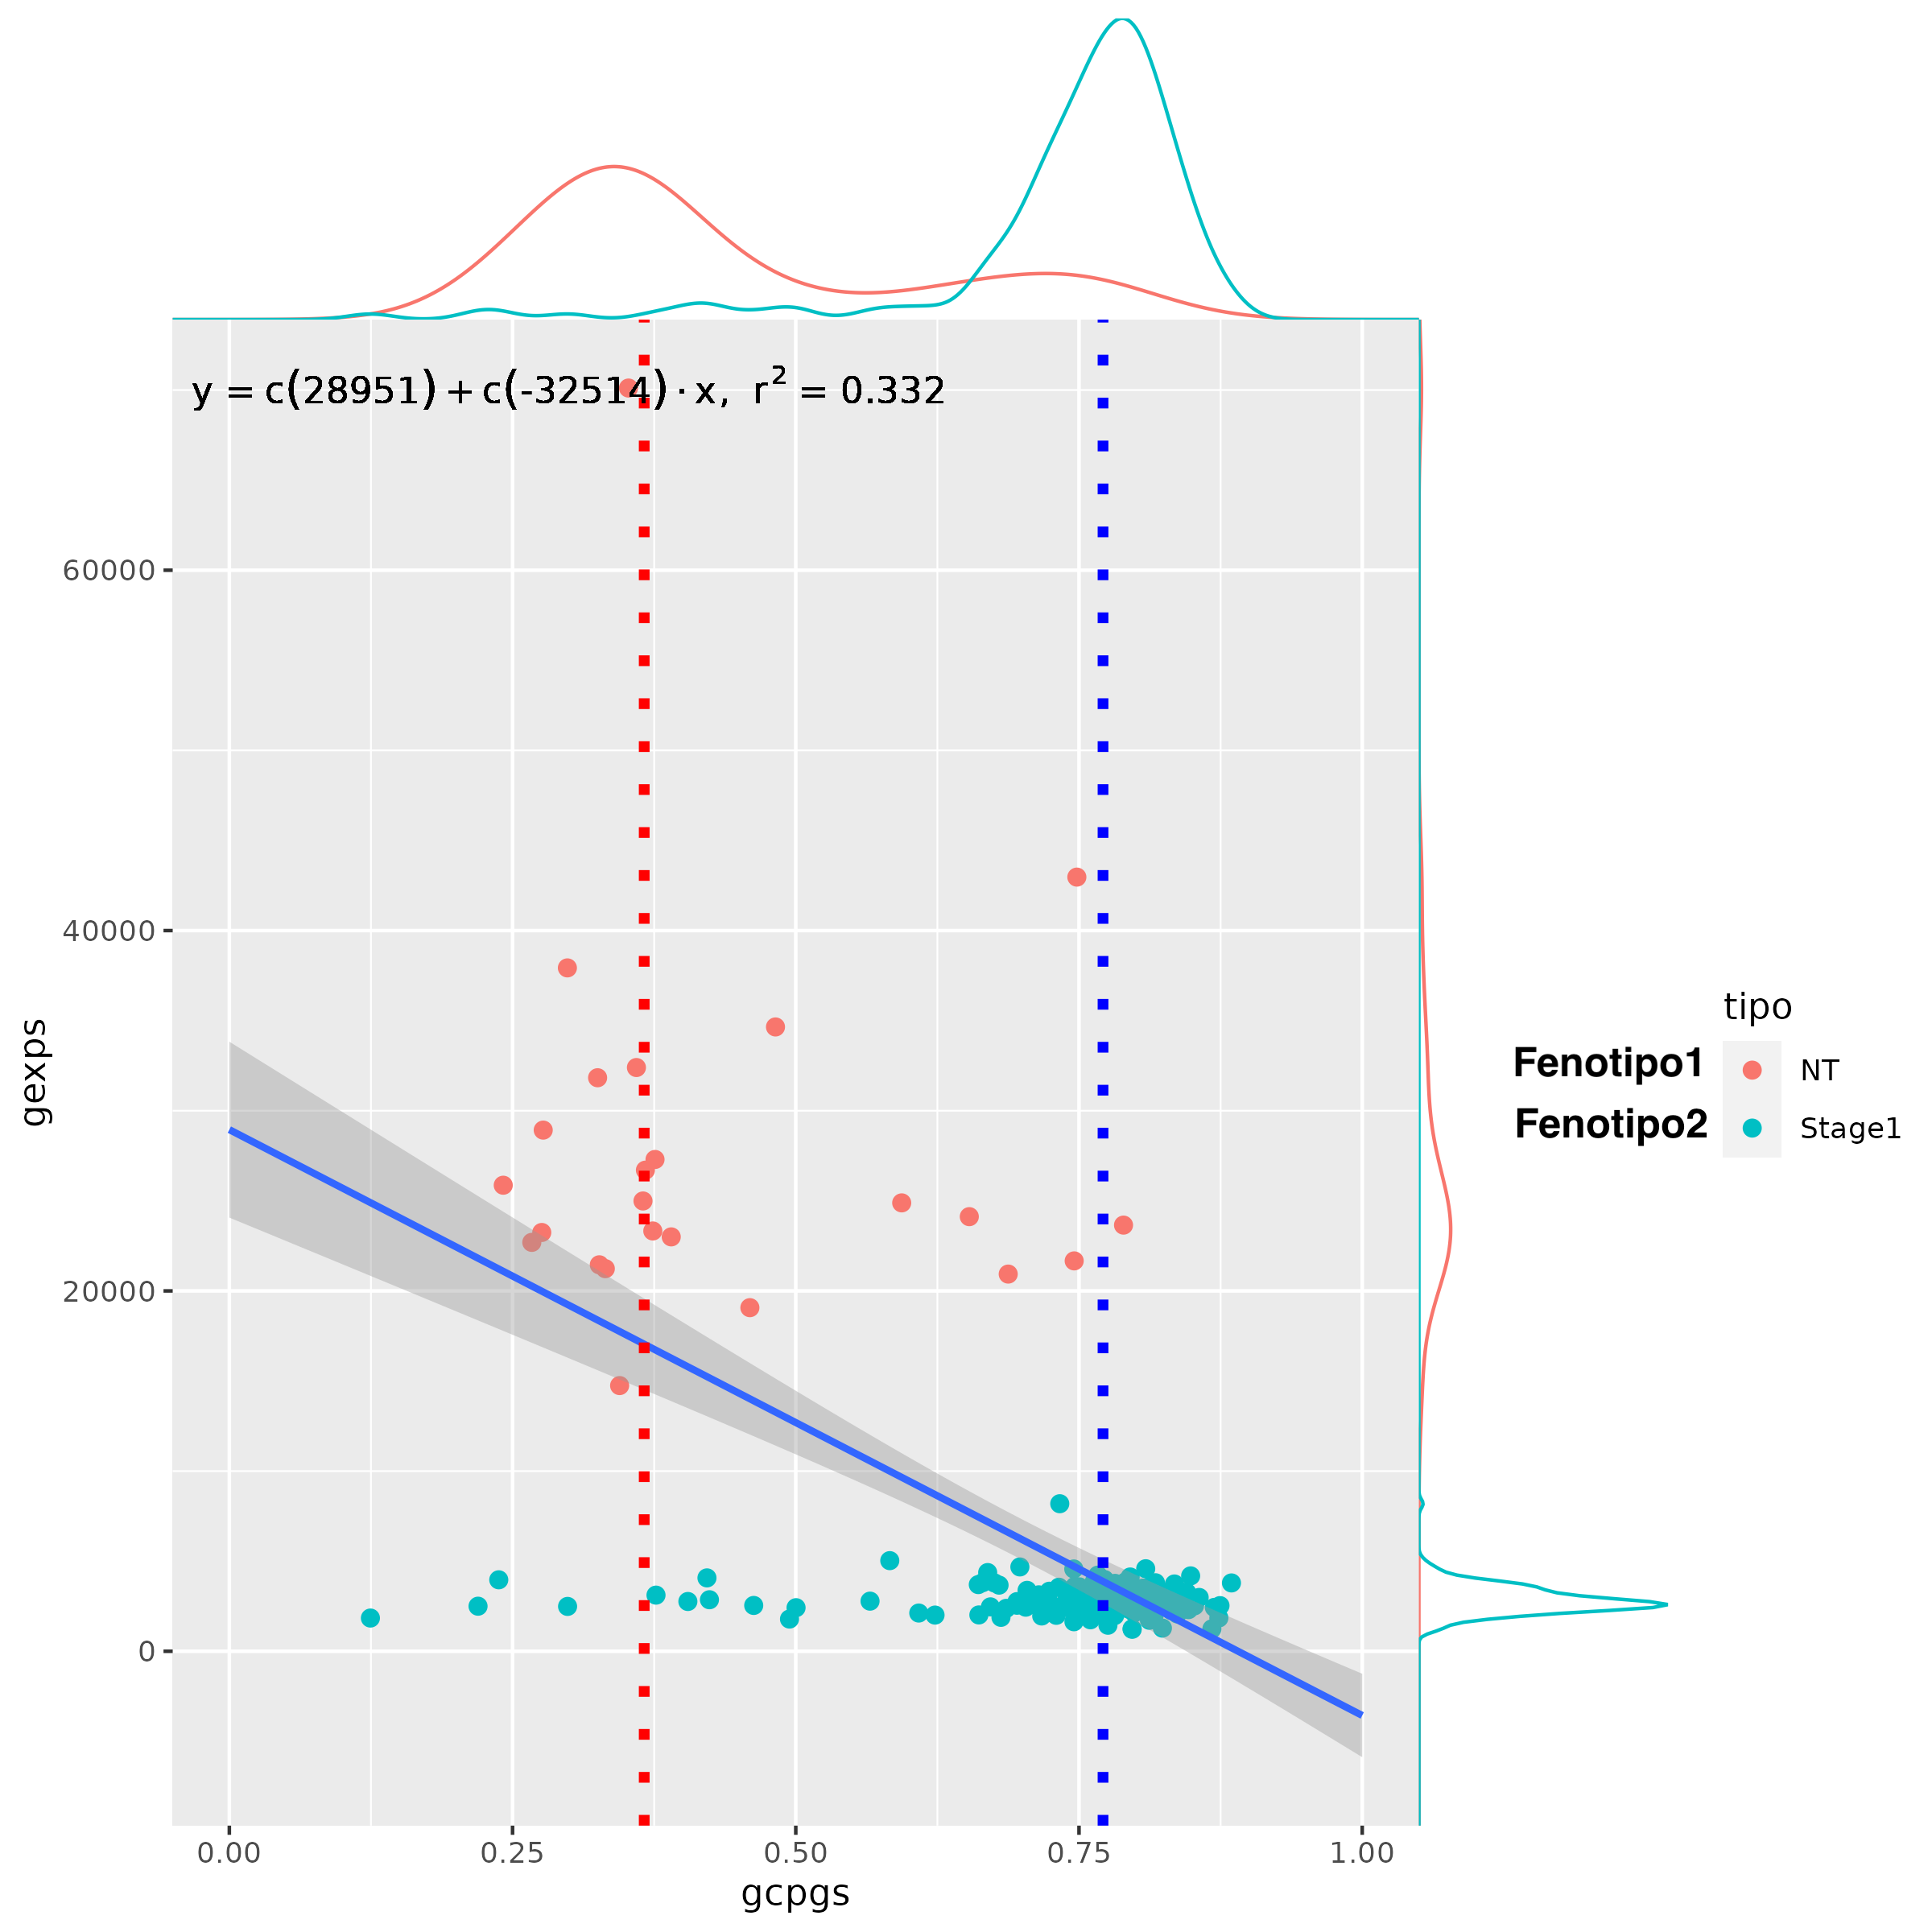 y = c(28951) + c(-32514) · x, r² = 0.332
60000
40000
20000
0
gexps
0.00 0.25 0.50 0.75 1.00
gcpgs
tipo
Fenotipo1 NT
Fenotipo2 Stage1